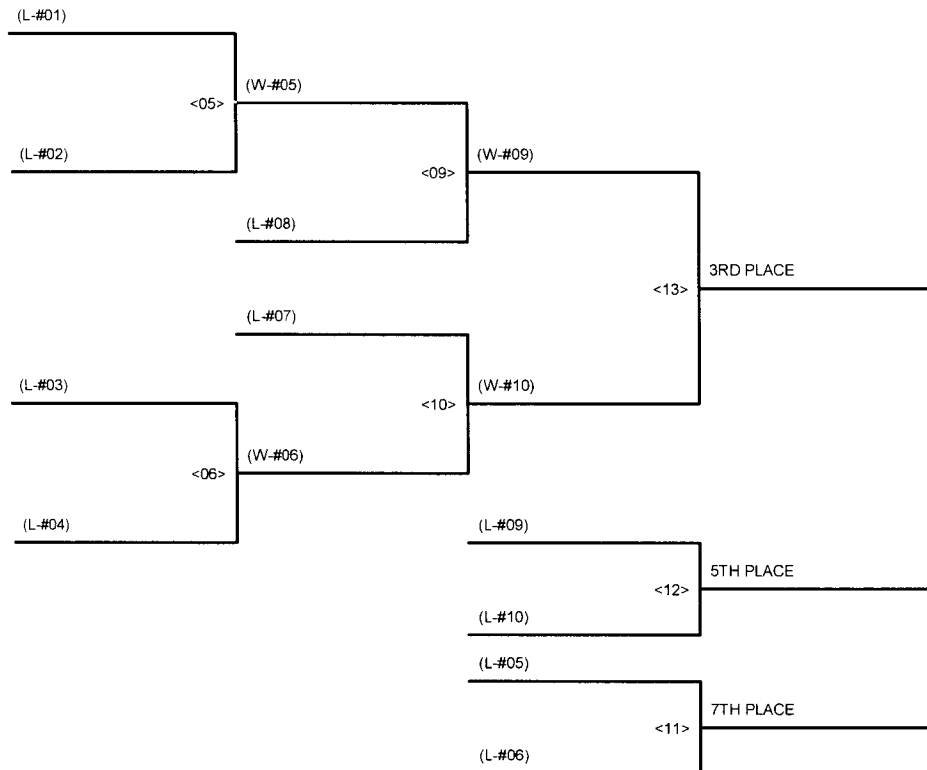 (L-#01)
(W-#05)
<05>
(L-#02)
(W-#09)
<09>
(L-#08)
3RD PLACE
<13>
(L-#07)
(L-#03)
(W-#10)
<10>
(W-#06)
<06>
(L-#04)
(L-#09)
5TH PLACE
<12>
(L-#10)
(L-#05)
7TH PLACE
<11>
(L-#06)